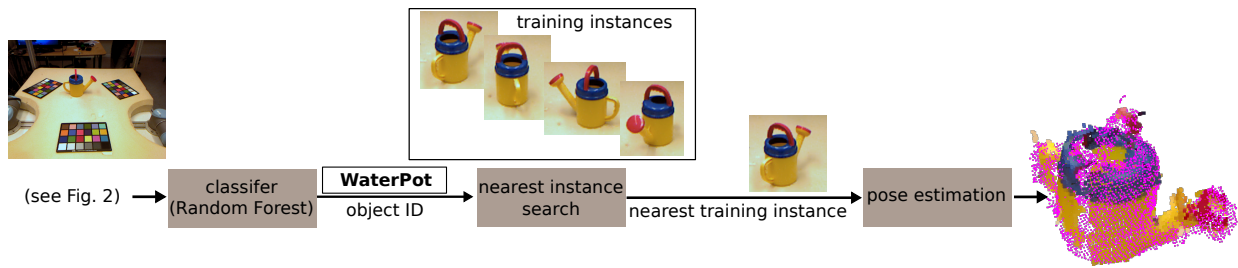 training instances
(see Fig. 2)
classifer
(Random Forest)
WaterPot
object ID
nearest instance
search
nearest training instance
pose estimation